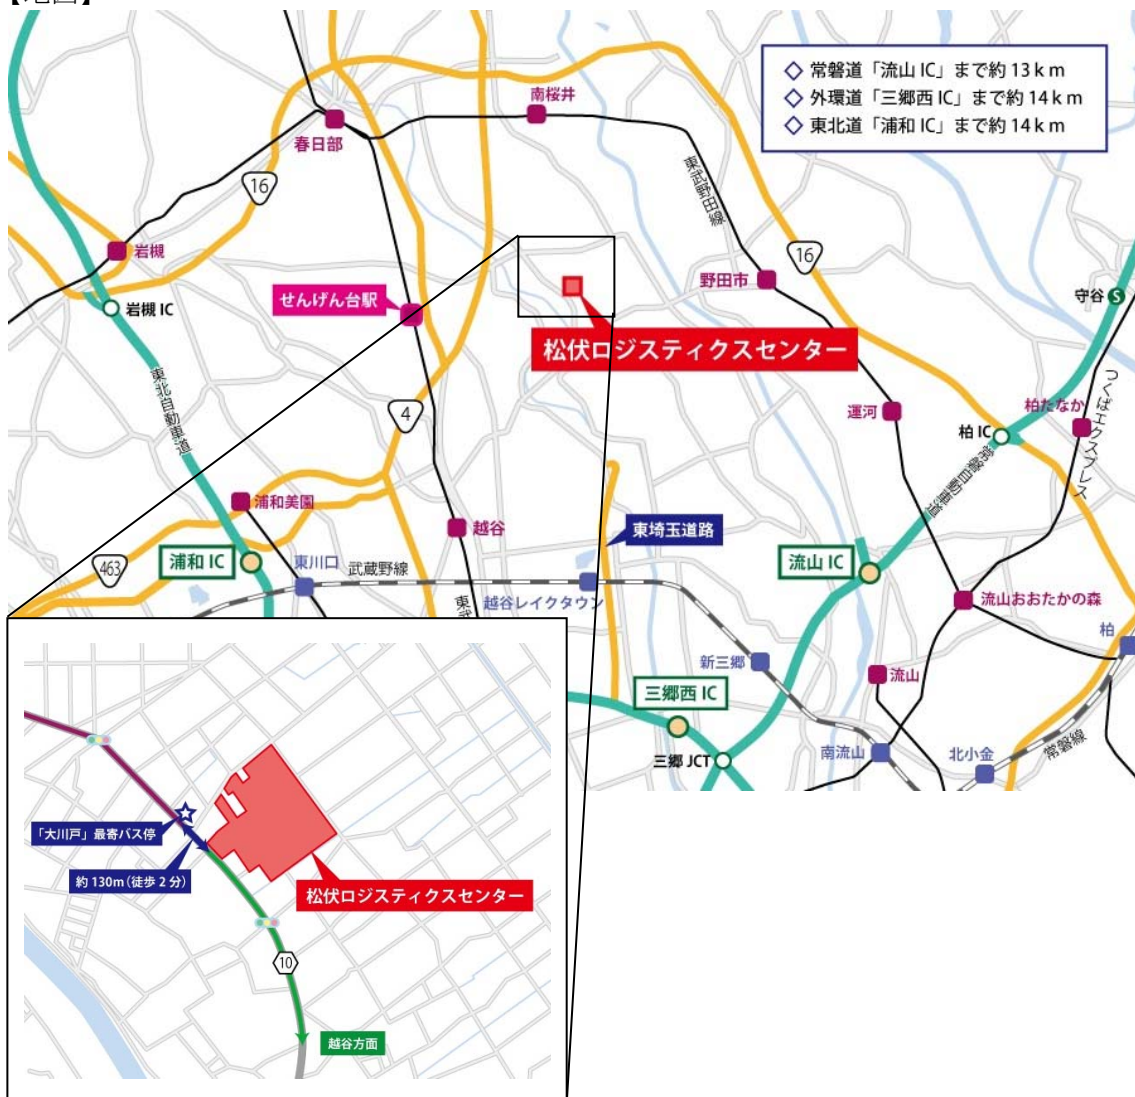 【地図】
◇ 常磐道「流山 IC」まで約 13ｋｍ
◇ 外環道「三郷西 IC」まで約 14ｋｍ
◇ 東北道「浦和 IC」まで約 14ｋｍ
南桜井
春日部
東武野田線
16
岩槻
16
野田市
守谷
S
せんげん台駅
岩槻 IC
松伏ロジスティクスセンター
東北自動車道
4
運河
柏たなか
つくばエクスプレス
柏 IC
常磐自動車道
浦和美園
越谷
東埼玉道路
463
浦和 IC
東川口
武蔵野線
流山 IC
越谷レイクタウン
東武
流山おおたかの森
柏
新三郷
流山
三郷西 IC
三郷 JCT
南流山
北小金
常磐線
「大川戸」最寄バス停
約 130m（徒歩 2 分）
松伏ロジスティクスセンター
10
越谷方面